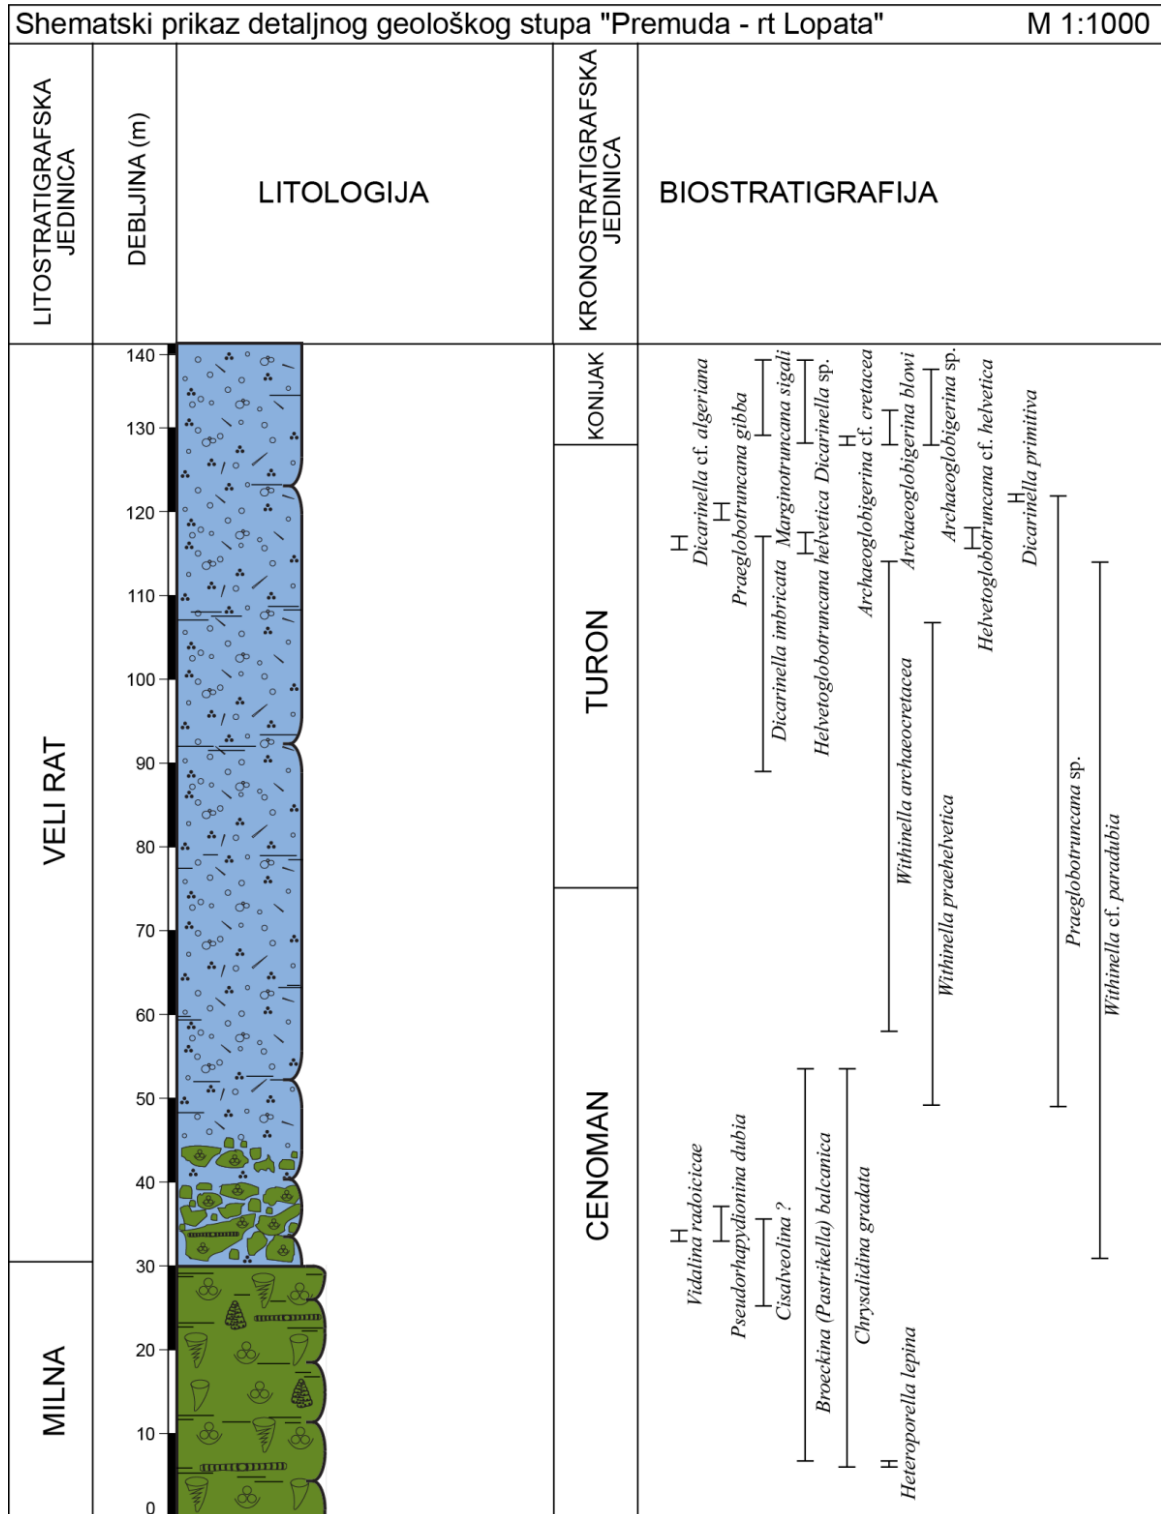 Shematski prikaz detaljnog geološkog stupa "Premuda - rt Lopata" M 1:1000
LITOSTRATIGRAFSKA
JEDINICA
DEBLJINA (m)
LITOLOGIJA
KRONOSTRATIGRAFSKA
JEDINICA
BIOSTRATIGRAFIJA
VELI RAT
MILNA
140
130
120
110
100
90
80
70
60
50
40
30
20
10
0
KONIJAK
TURON
CENOMAN
Dicarinella cf. algeriana
Praeglobotruncana gibba
Dicarinella imbricata
Marginotruncana sigali
Helvetoglobotruncana helvetica
Dicarinella sp.
Archaeoglobigerina cf. cretacea
Archaeoglobigerina blowi
Archaeoglobigerina sp.
Helvetoglobotruncana cf. helvetica
Dicarinella primitiva
Withinella archaeocretacea
Withinella praehelvetica
Praeglobotruncana sp.
Withinella cf. paradubia
Vidalina radoicicae
Pseudorhapydionina dubia
Cisalveolina ?
Broeckina (Pastrikella) balcanica
Chrysalidina gradata
Heteroporella lepina